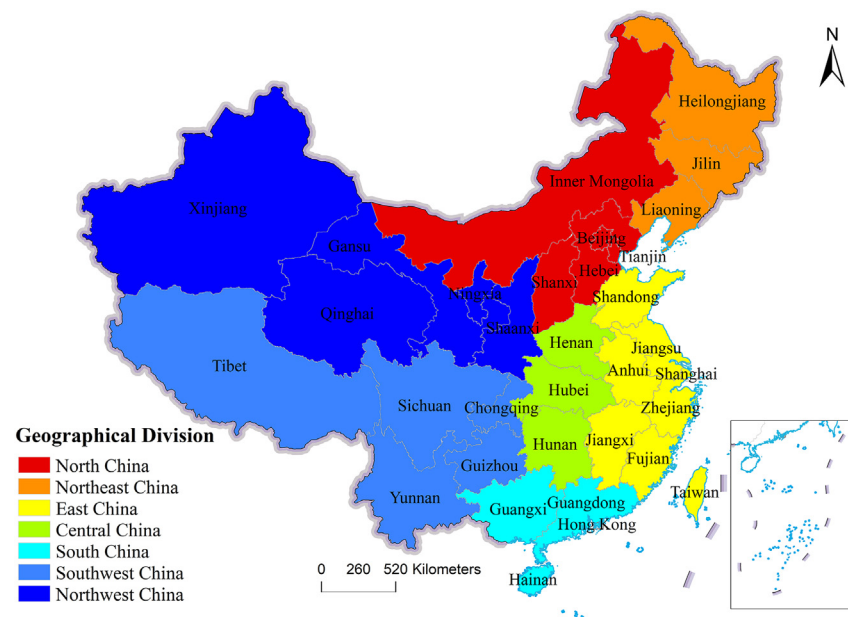 N
Heilongjiang
Jilin
Inner Mongolia
Liaoning
Xinjiang
Beijing
Gansu
Tianjin
Hebei
Shanxi
Ningxia
Shandong
Qinghai
Shaanxi
Henan
Jiangsu
Tibet
Anhui
Shanghai
Hubei
Sichuan
Chongqing
Zhejiang
Hunan
Jiangxi
Guizhou
Fujian
Yunnan
Taiwan
Guangxi
Guangdong
Hong Kong
Hainan
Geographical Division
North China
Northeast China
East China
Central China
South China
Southwest China
Northwest China
0 260 520 Kilometers